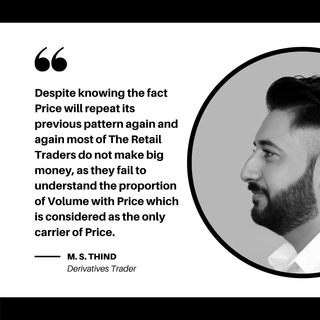 “
Despite knowing the fact
Price will repeat its
previous pattern again and
again most of The Retail
Traders do not make big
money, as they fail to
understand the proportion
of Volume with Price which
is considered as the only
carrier of Price.
M. S. THIND
Derivatives Trader